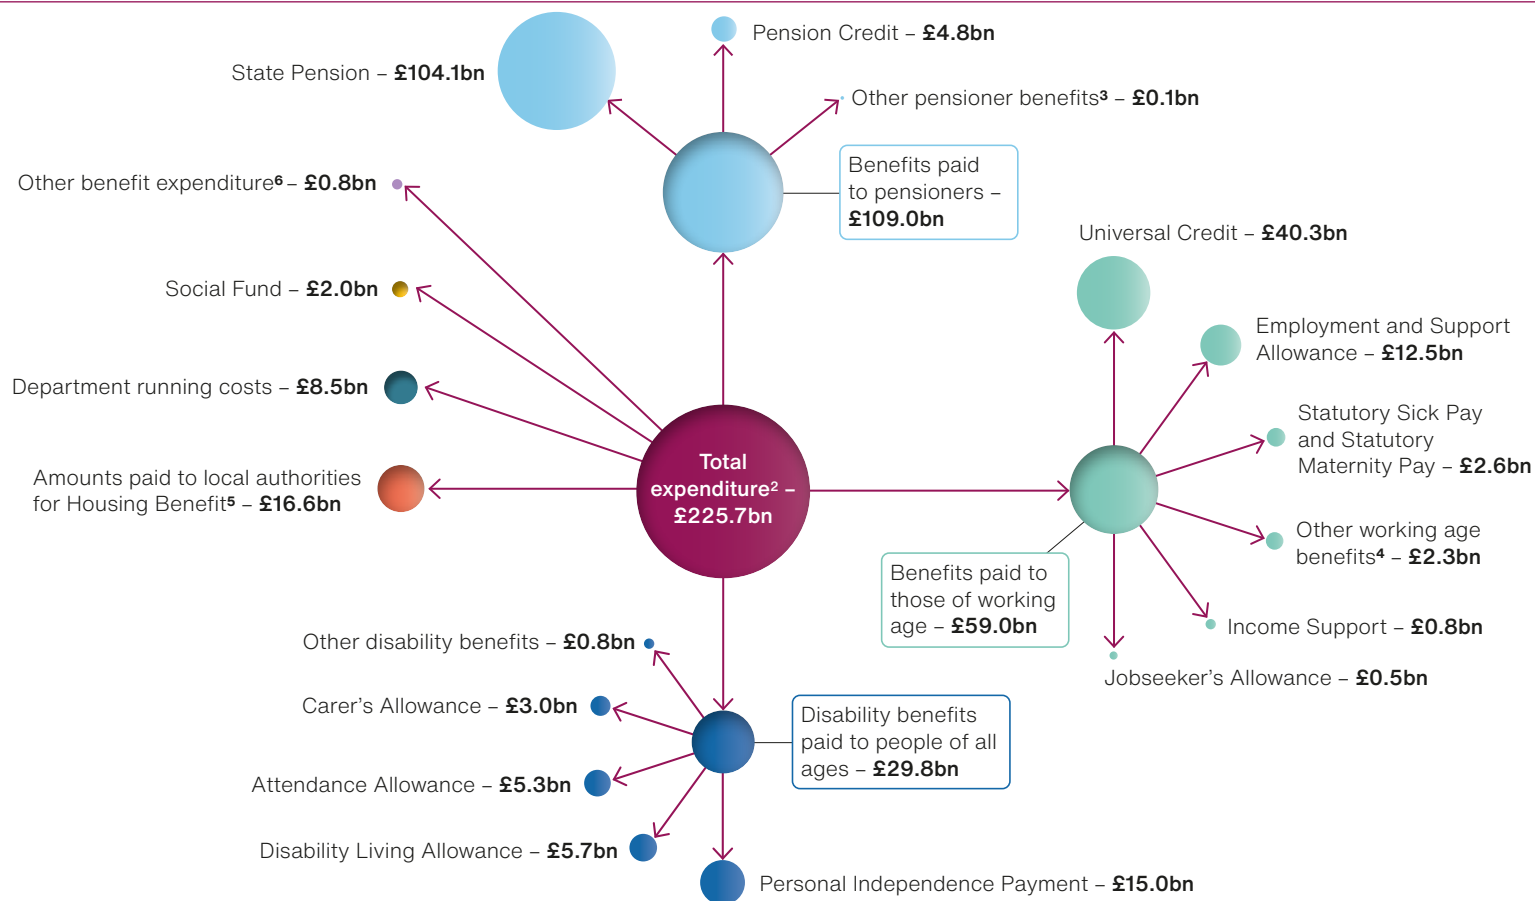 Pension Credit – £4.8bn
State Pension – £104.1bn
Other pensioner benefits³ – £0.1bn
Benefits paid
to pensioners –
£109.0bn
Other benefit expenditure⁶ – £0.8bn
Universal Credit – £40.3bn
Social Fund – £2.0bn
Employment and Support
Allowance – £12.5bn
Department running costs – £8.5bn
Statutory Sick Pay
and Statutory
Maternity Pay – £2.6bn
Total
expenditure² –
£225.7bn
Amounts paid to local authorities
for Housing Benefit⁵ – £16.6bn
Other working age
benefits⁴ – £2.3bn
Benefits paid to
those of working
age – £59.0bn
Income Support – £0.8bn
Jobseeker’s Allowance – £0.5bn
Other disability benefits – £0.8bn
Carer’s Allowance – £3.0bn
Disability benefits
paid to people of all
ages – £29.8bn
Attendance Allowance – £5.3bn
Disability Living Allowance – £5.7bn
Personal Independence Payment – £15.0bn